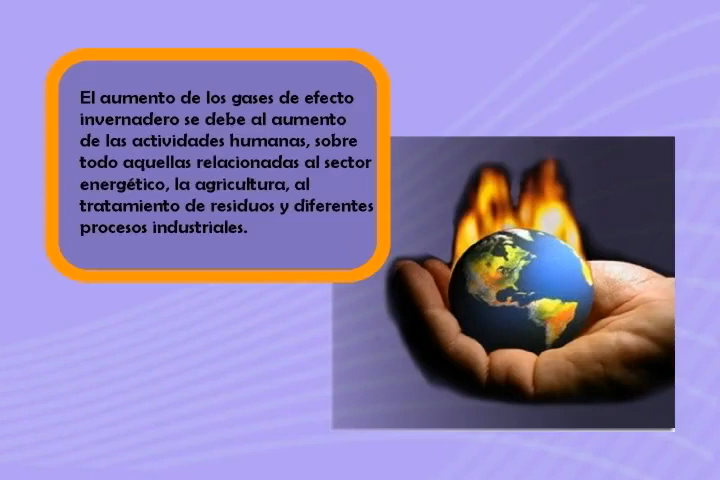 El aumento de los gases de efecto
invernadero se debe al aumento
de las actividades humanas, sobre
todo aquellas relacionadas al sector
energético, la agricultura, al
tratamiento de residuos y diferentes
procesos industriales.